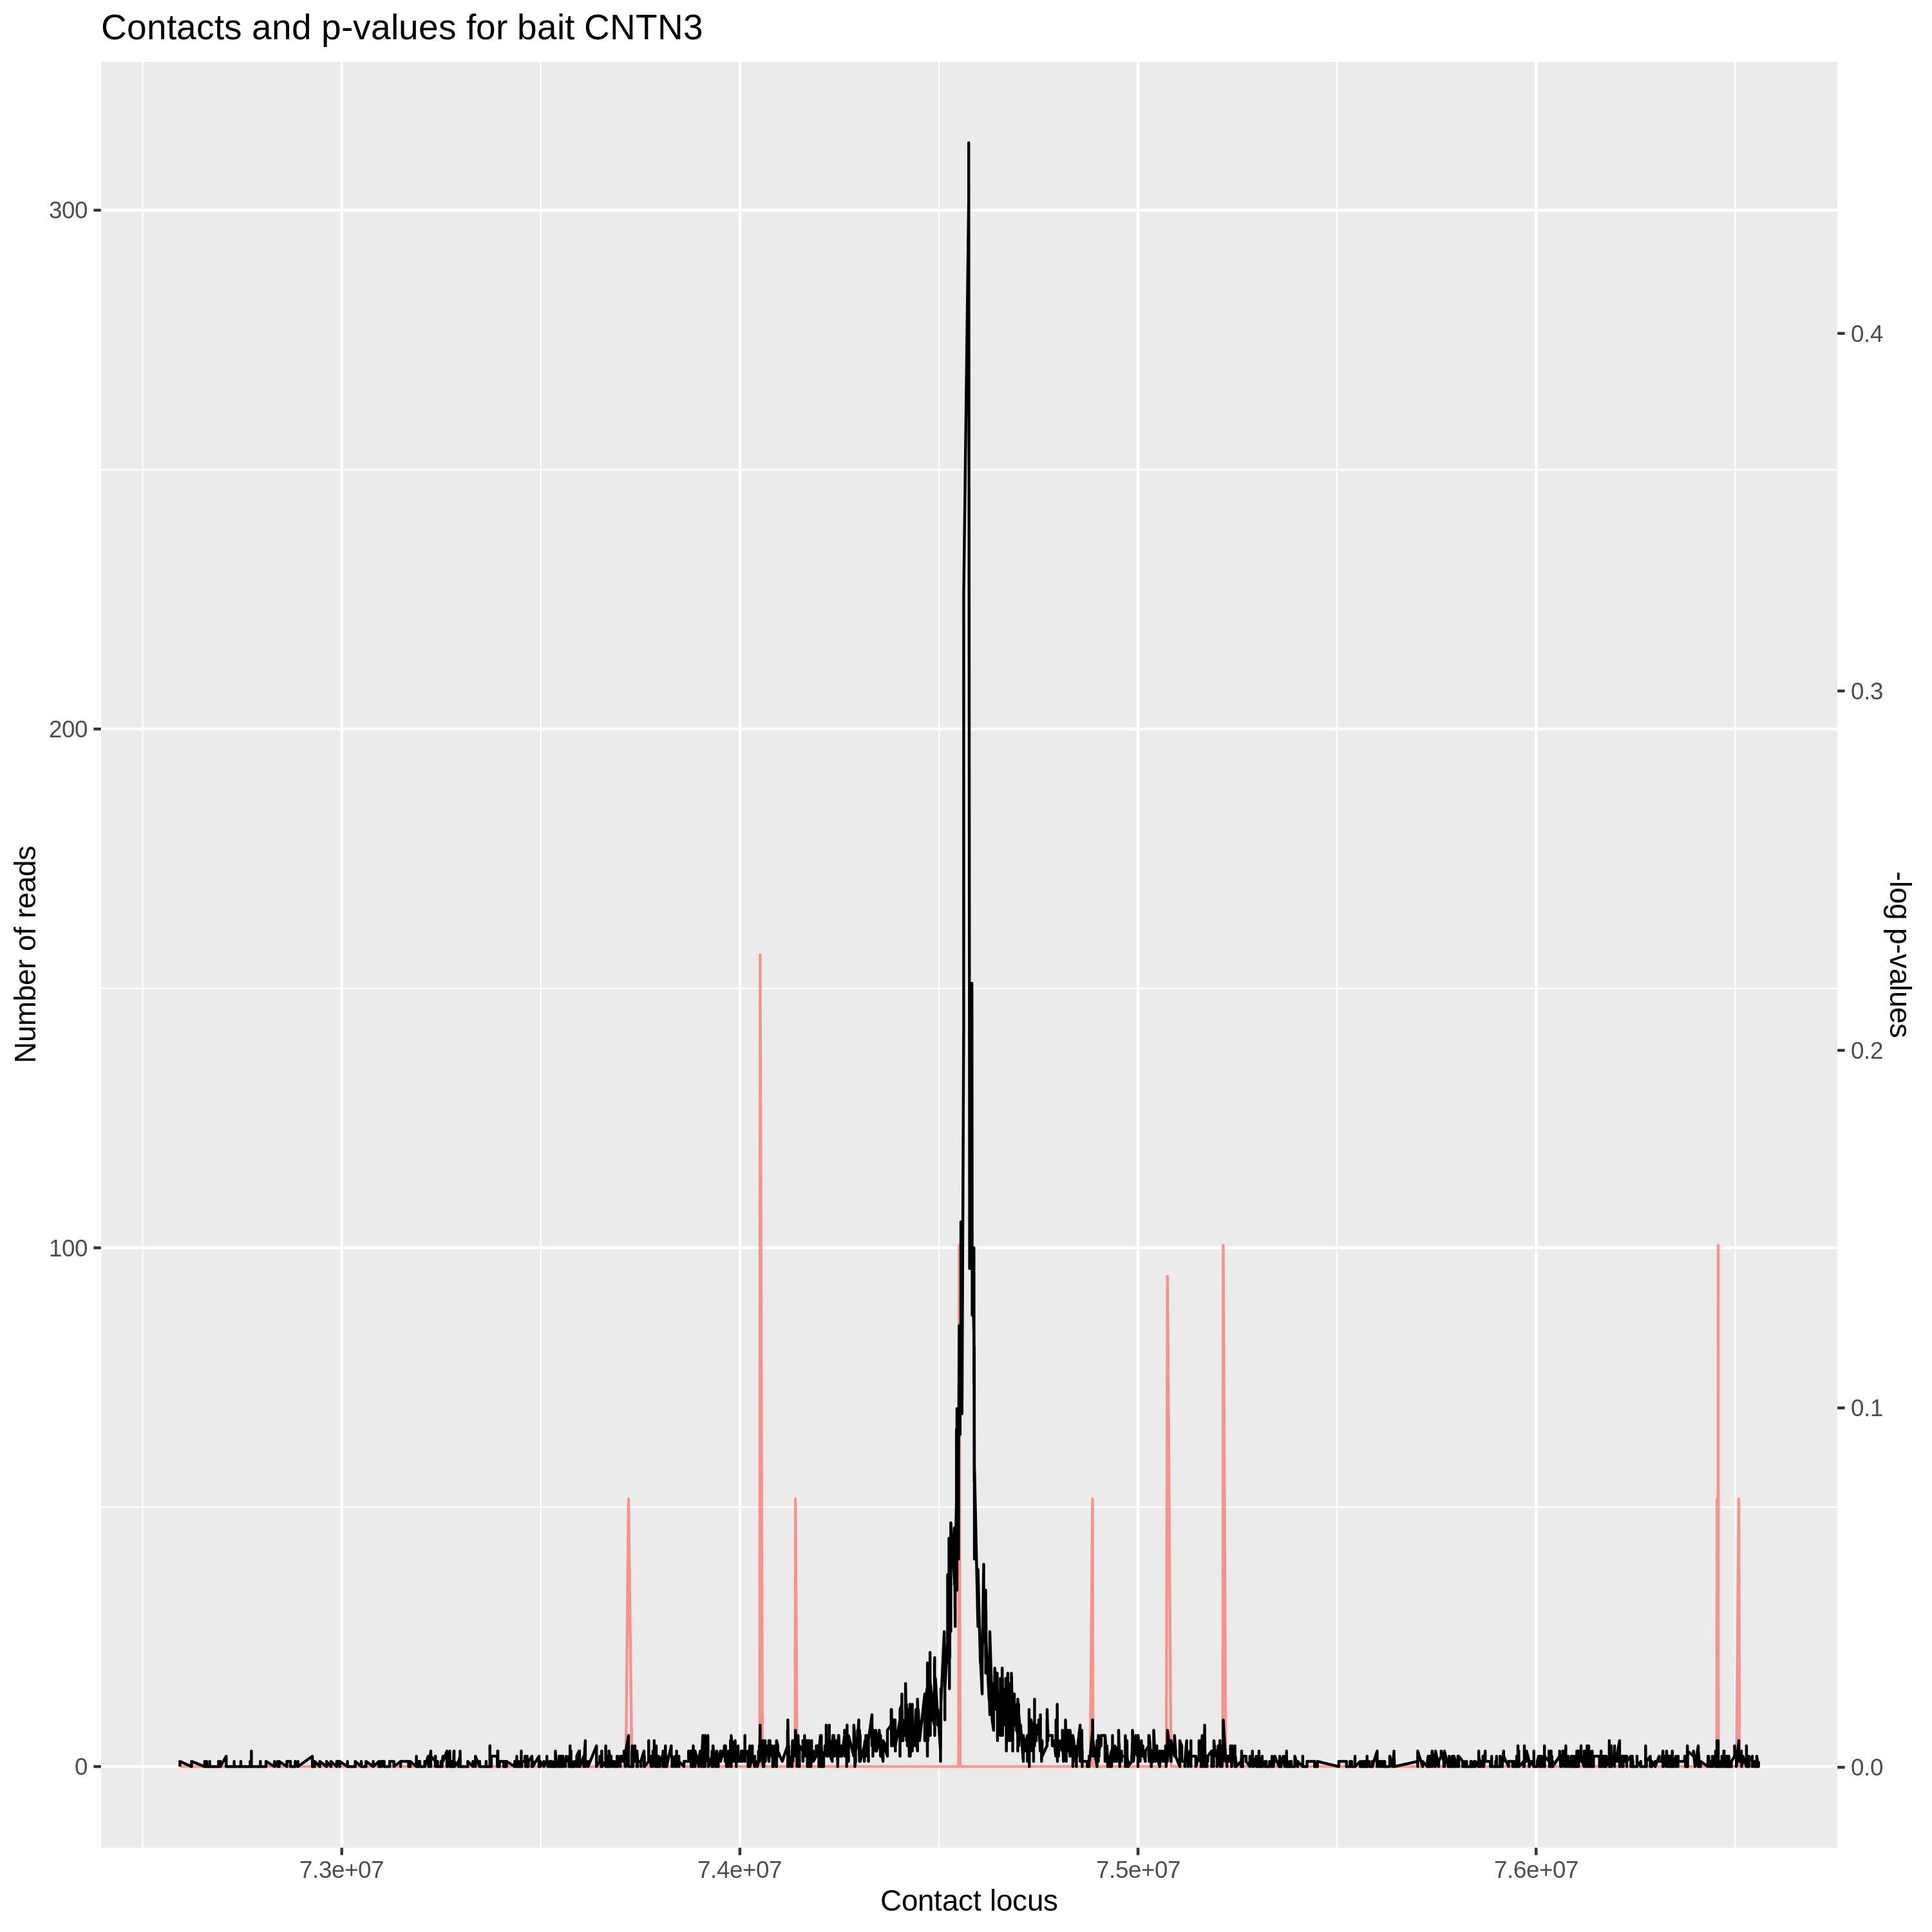 Contacts and p-values for bait CNTN3
300
200
100
0
Number of reads
0.4
0.3
0.2
0.1
0.0
-log p-values
7.3e+07 7.4e+07 7.5e+07 7.6e+07
Contact locus